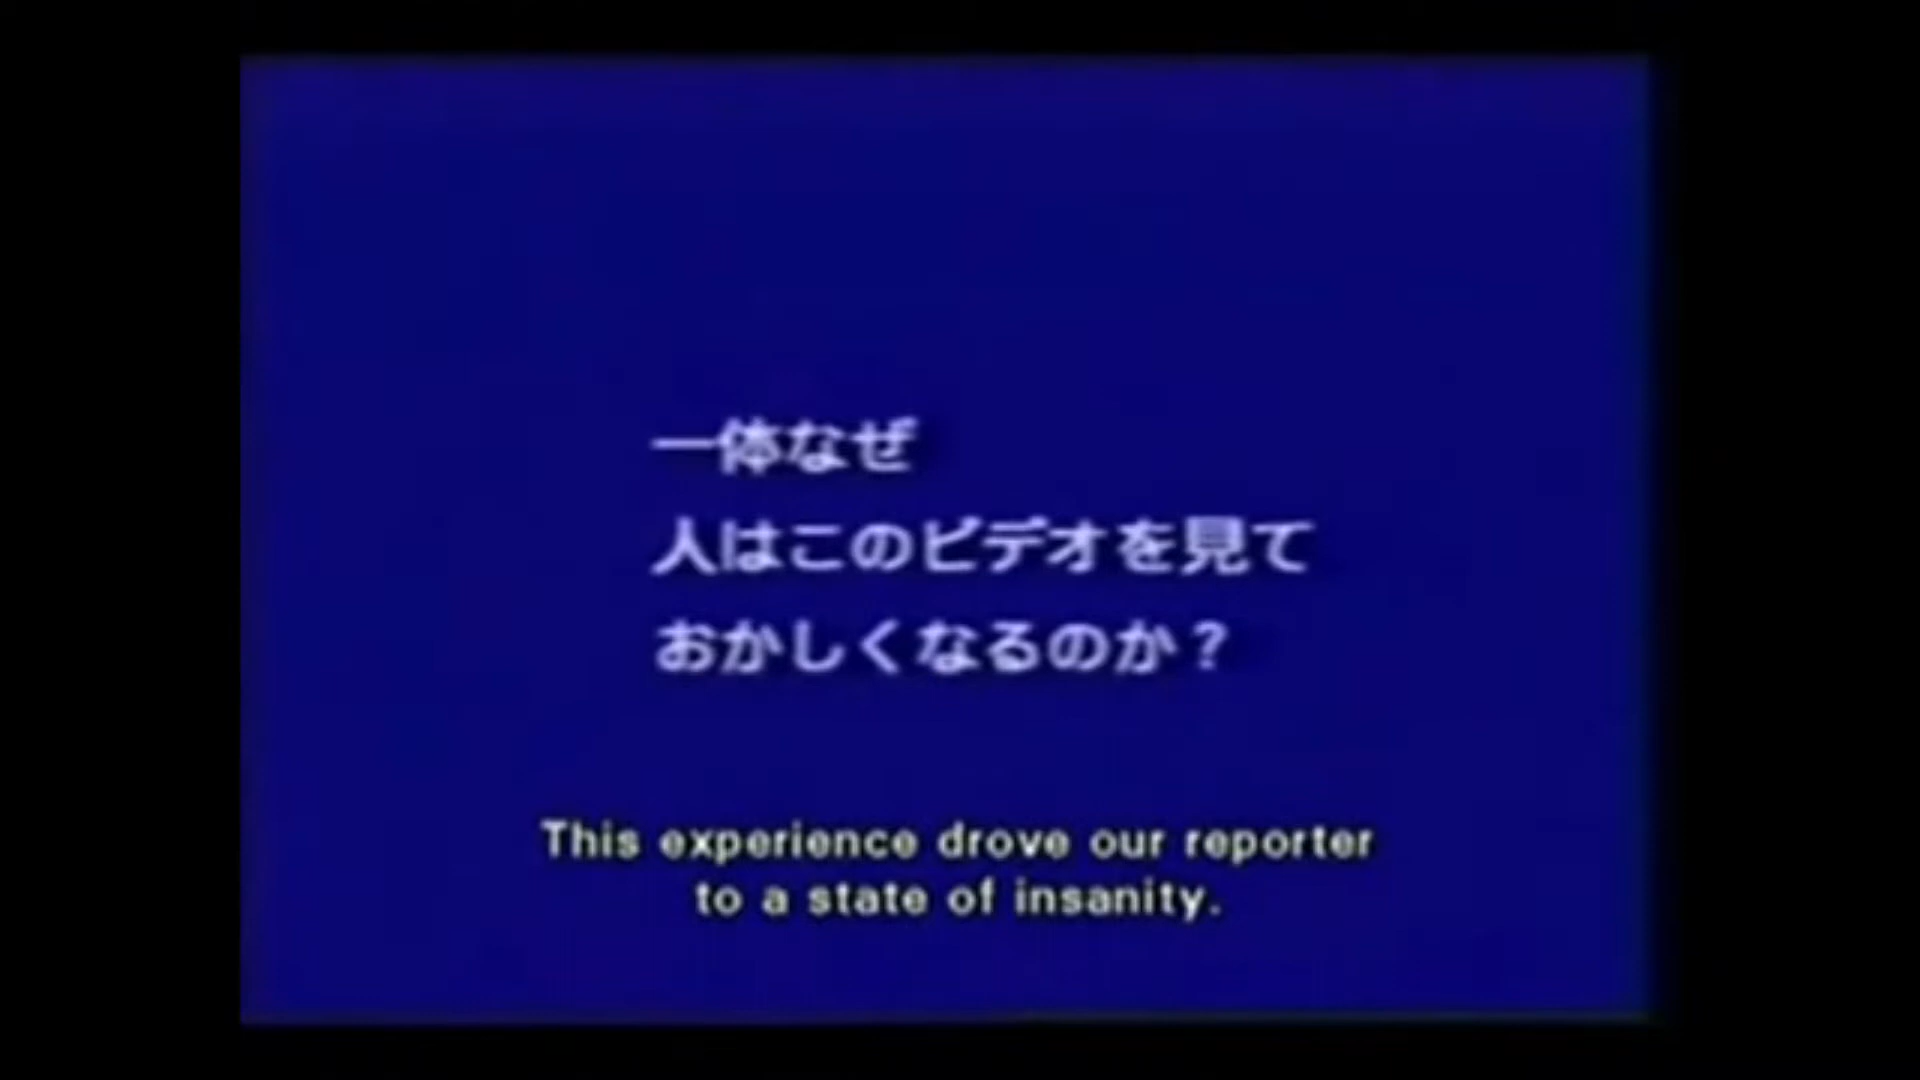 一体なぜ
人はこのビデオを見て
おかしくなるのか？
This experience drove our reporter
to a state of insanity.